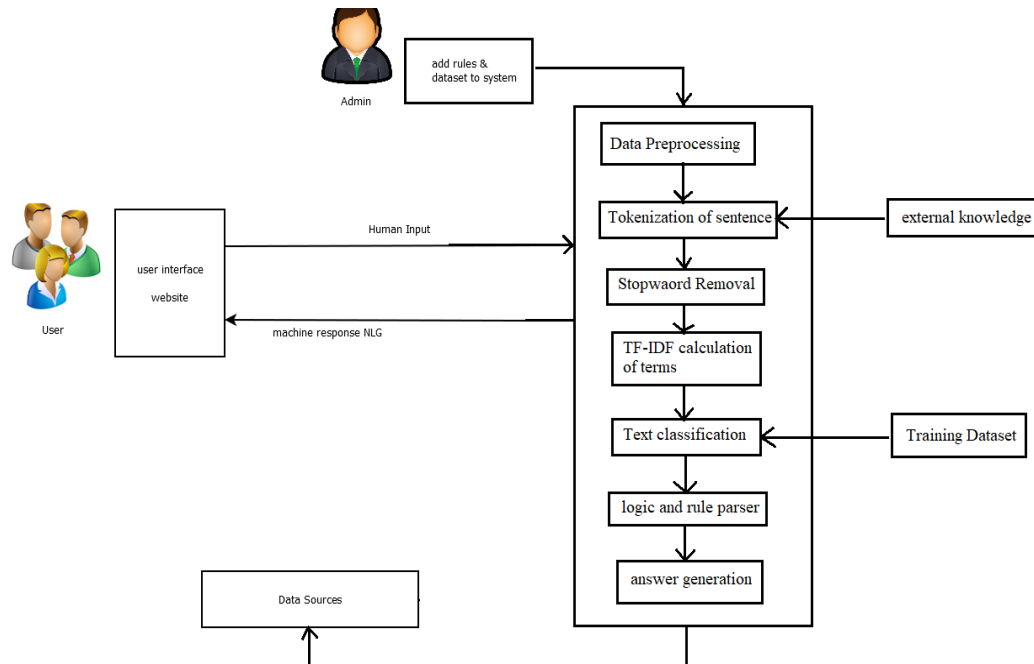 add rules &
dataset to system
Admin
Data Preprocessing
Tokenization of sentence
external knowledge
Human Input
user interface
website
Stopwaord Removal
machine response NLG
User
TF-IDF calculation
of terms
Text classification
Training Dataset
logic and rule parser
answer generation
Data Sources